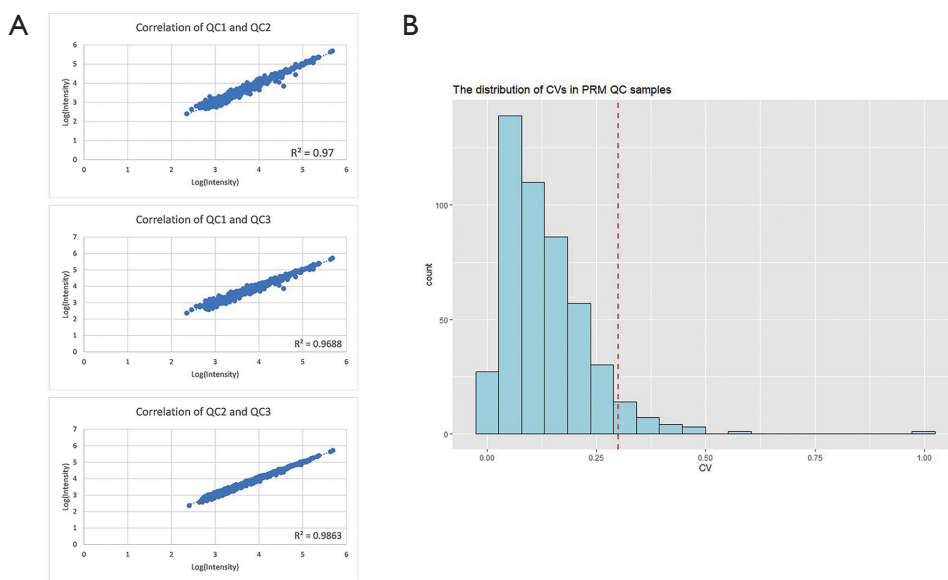 A
Correlation of QC1 and QC2
6
5
4
3
2
1
0
Log(Intensity)
R² = 0.97
0 1 2 3 4 5 6
Log(Intensity)
Correlation of QC1 and QC3
7
6
5
4
3
2
1
0
Log(Intensity)
R² = 0.9688
0 1 2 3 4 5 6
Log(Intensity)
Correlation of QC2 and QC3
7
6
5
4
3
2
1
0
Log(Intensity)
R² = 0.9863
0 1 2 3 4 5 6
Log(Intensity)
B
The distribution of CVs in PRM QC samples
100
50
0
count
0.00 0.25 0.50 0.75 1.00
CV